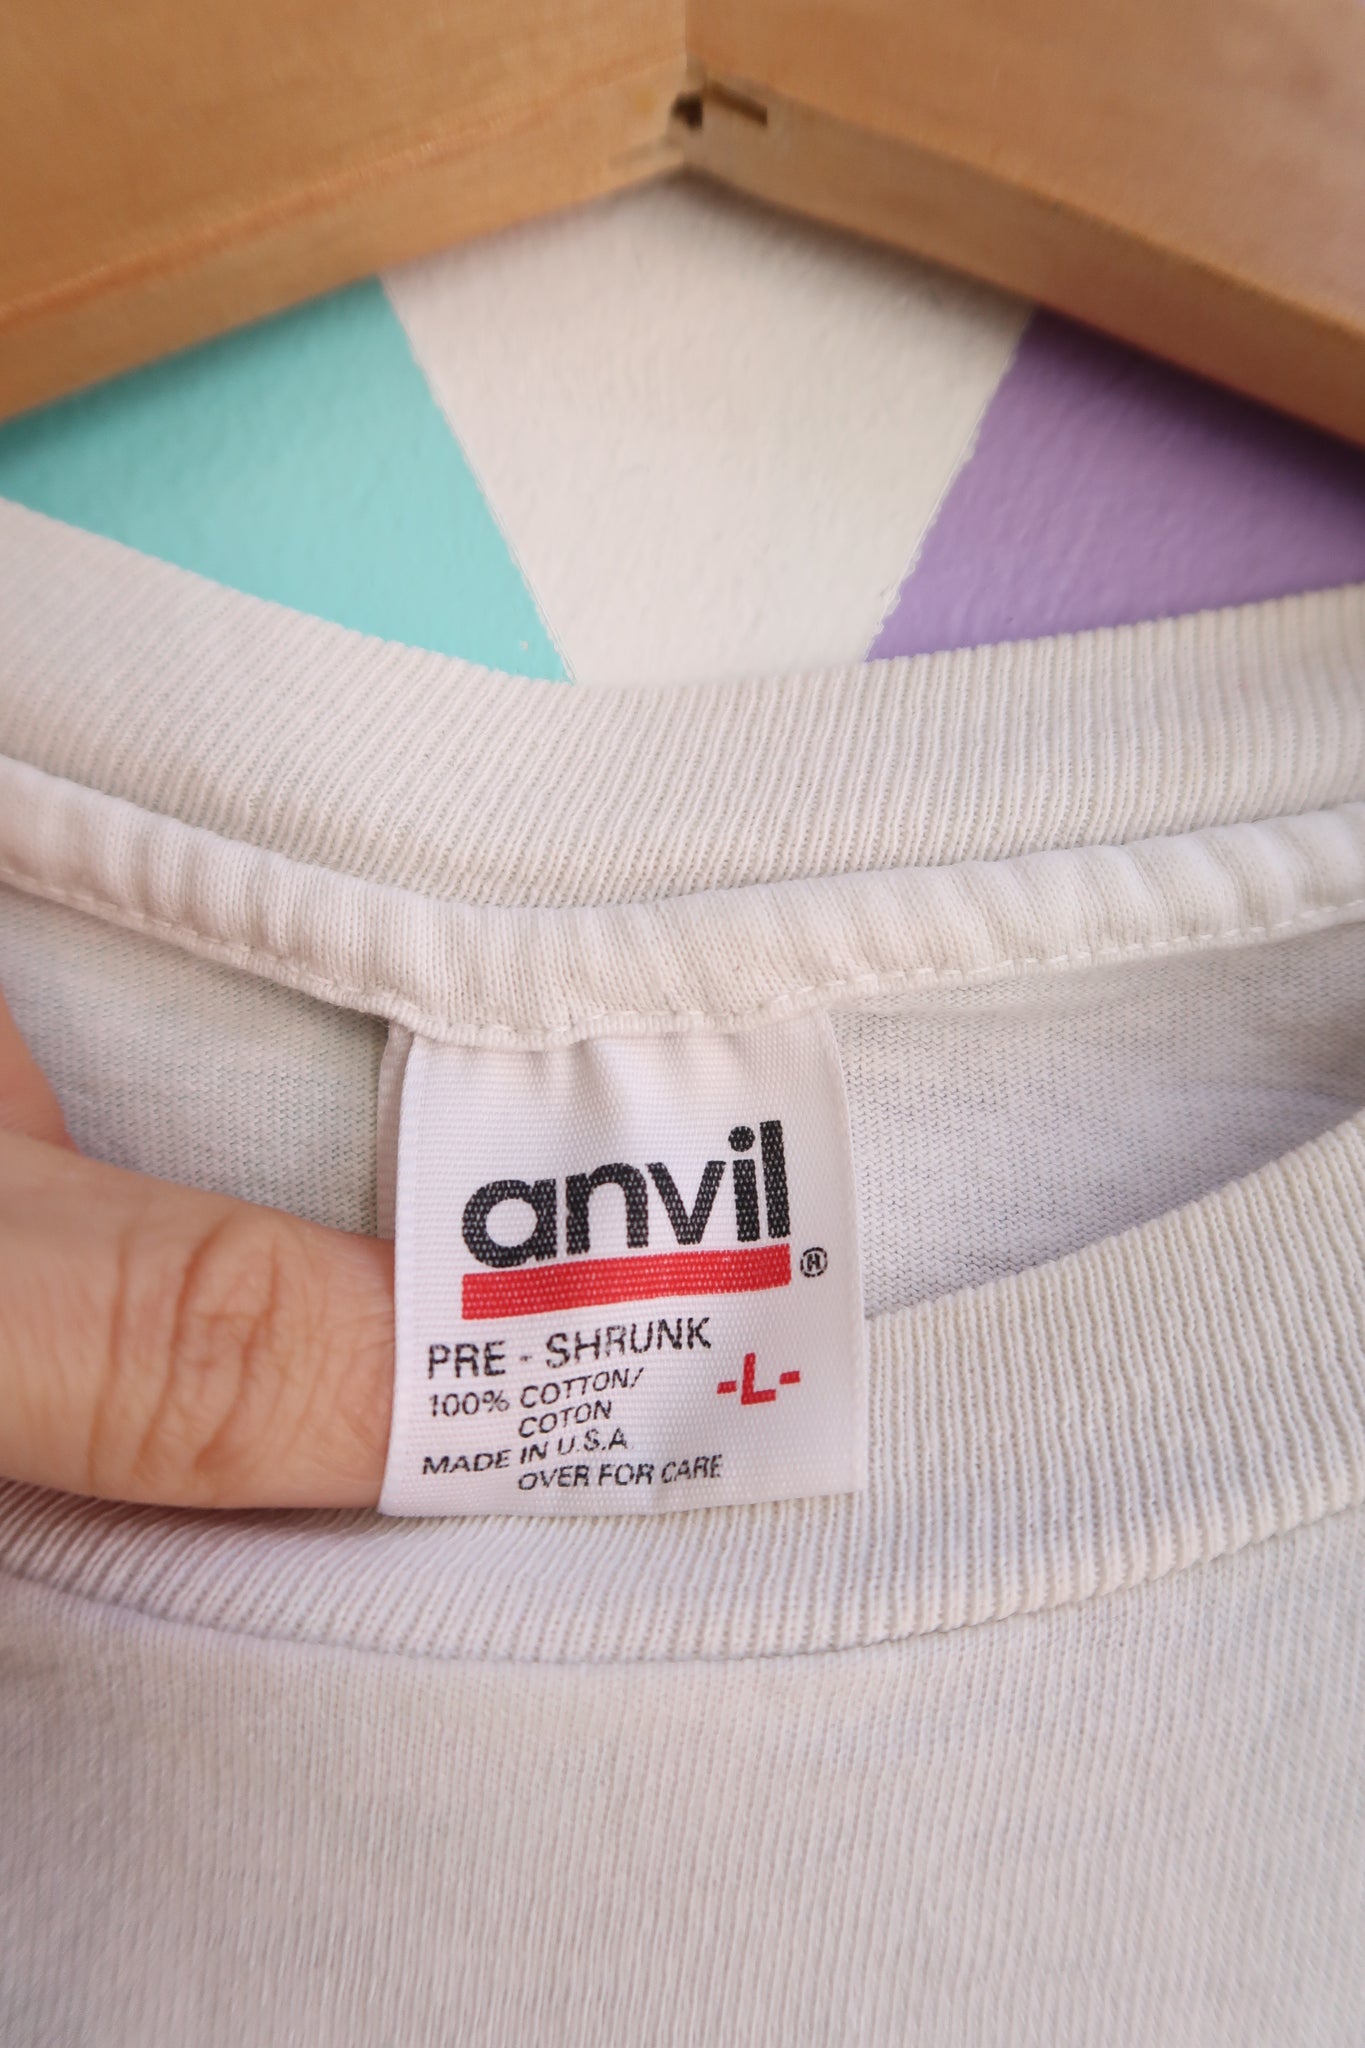 anvil®
PRE - SHRUNK
100% COTTON/
-L-
COTON
MADE IN U.S.A
OVER FOR CARE